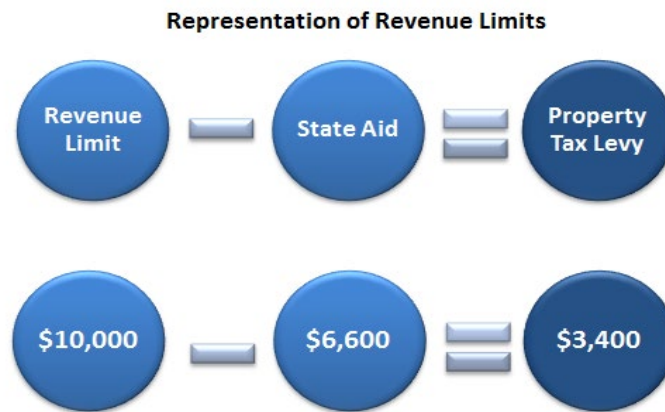 Representation of Revenue Limits
Revenue
Limit
State Aid
Property
Tax Levy
$10,000
$6,600
$3,400